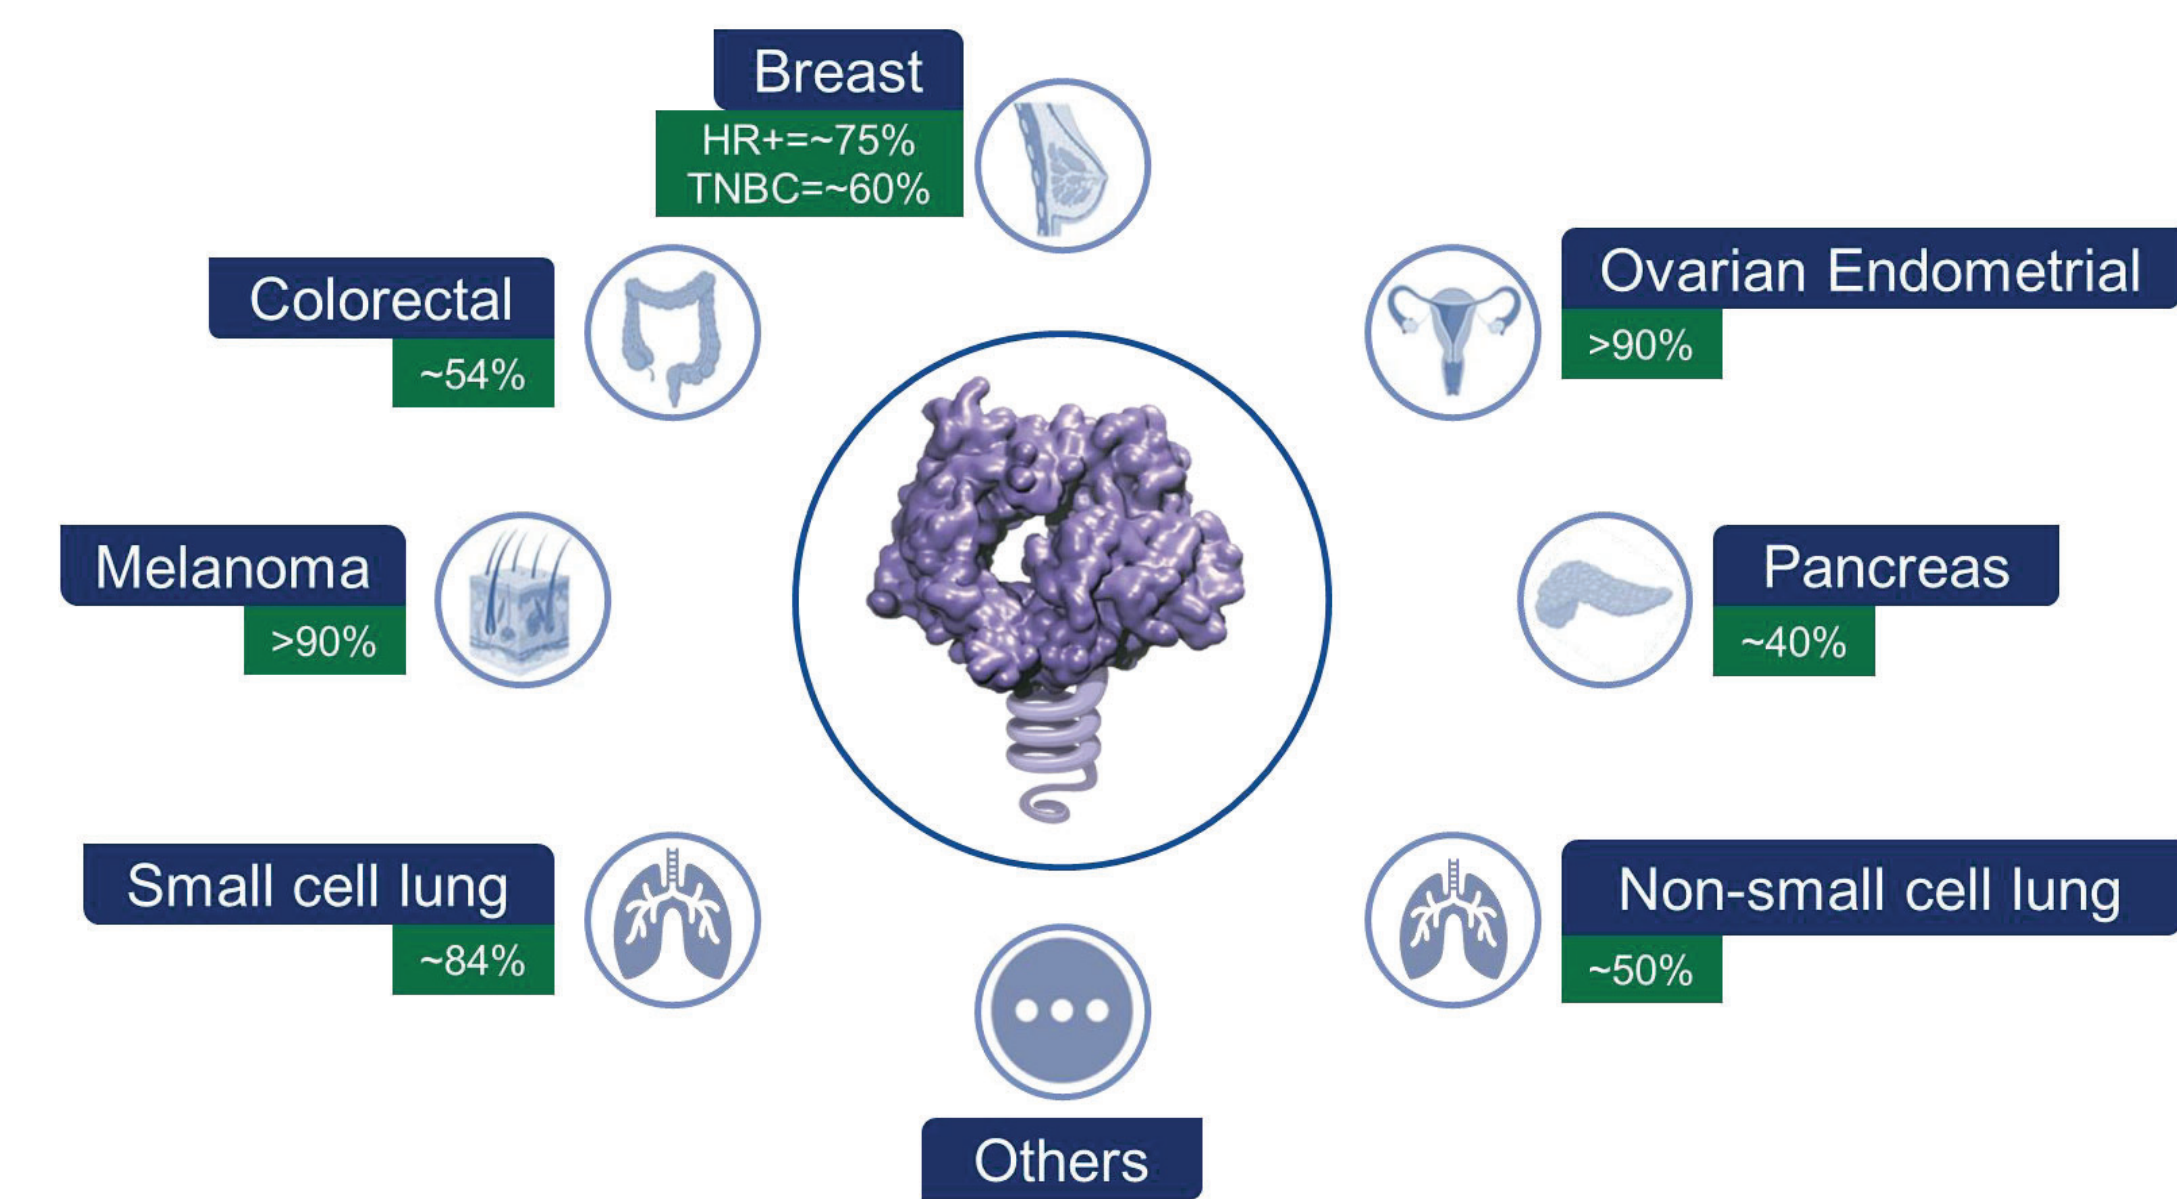 Breast
HR+=~75%
TNBC=~60%
Colorectal
~54%
Ovarian Endometrial
>90%
Melanoma
>90%
Pancreas
~40%
Small cell lung
~84%
Non-small cell lung
~50%
Others